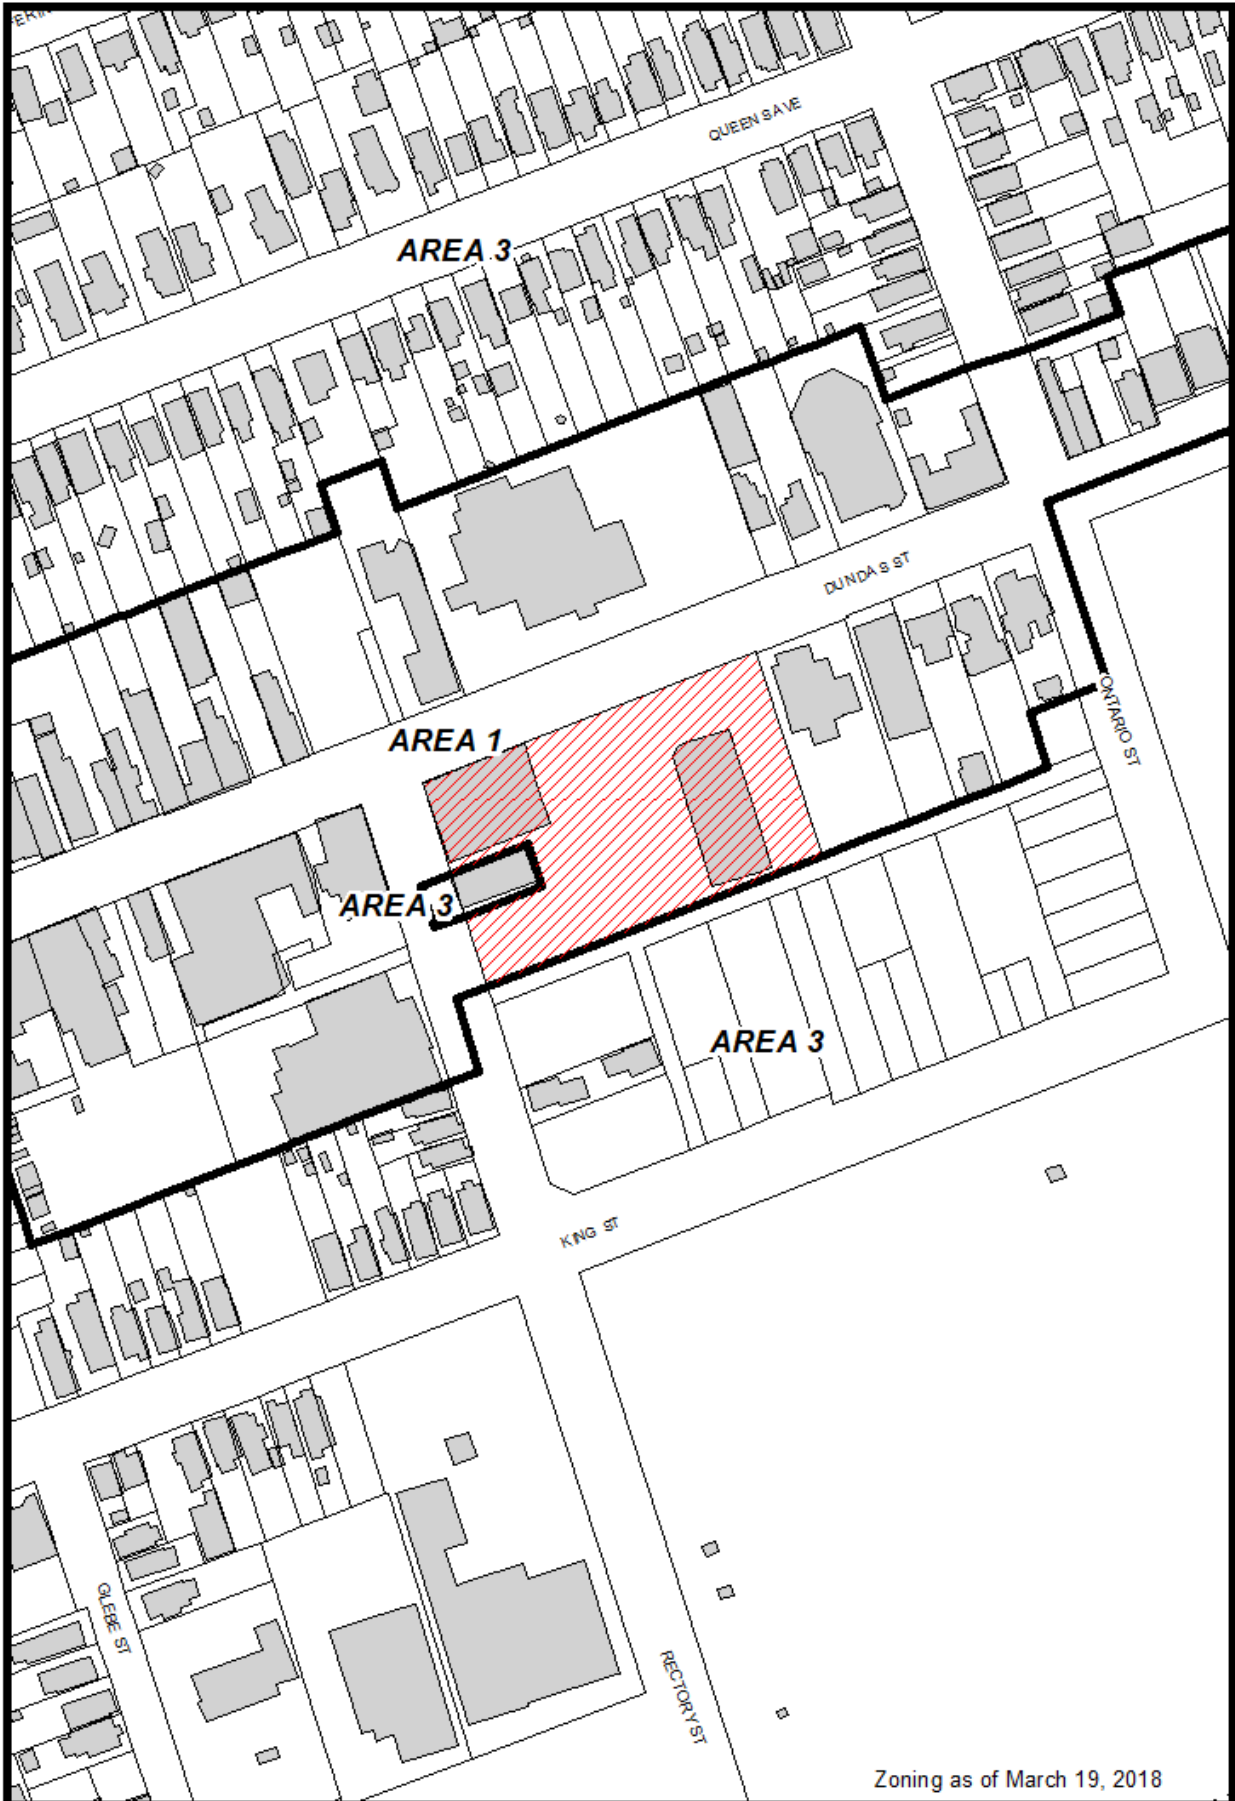 QUEENS AVE
AREA 3
DUNDAS ST
ONTARIO ST
AREA 1
AREA 3
AREA 3
KING ST
GLEBE ST
RECTORY ST
Zoning as of March 19, 2018